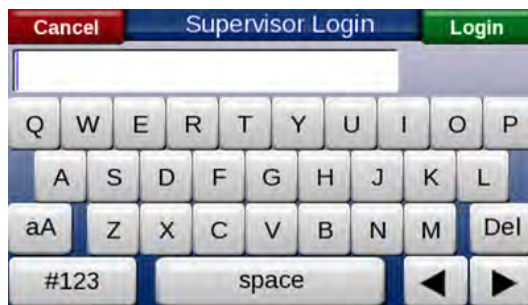 Cancel Supervisor Login Login
Q W E R T Y U I O P
A S D F G H J K L
aA Z X C V B N M Del
#123 space ◀ ▶